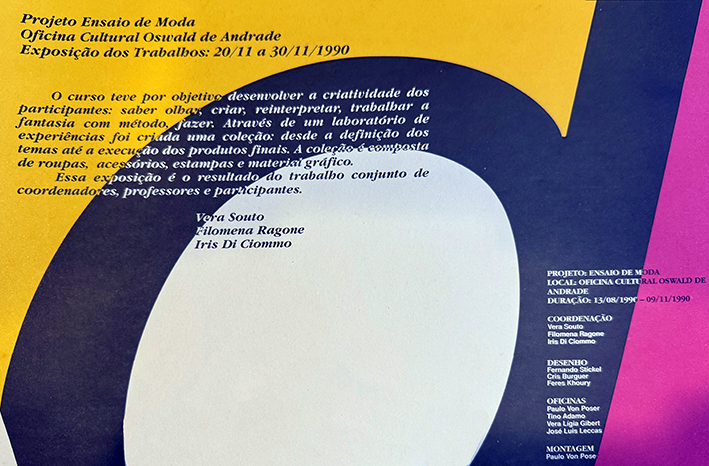 Projeto Ensaio de Moda
Oficina Cultural Oswald de Andrade
Exposição dos Trabalhos: 20/11 a 30/11/1990
O curso teve por objetivo desenvolver a criatividade dos
participantes: saber olhar, criar, reinterpretar, trabalhar a
fantasia com método, fazer. Através de um laboratório de
experiências foi criada uma coleção: desde a definição dos
temas até a execução dos produtos finais. A coleção é composta
de roupas, acessórios, estampas e material gráfico.
Essa exposição é o resultado do trabalho conjunto de
coordenadores, professores e participantes.
Vera Souto
Filomena Ragone
Iris Di Ciommo
PROJETO: ENSAIO DE MODA
LOCAL: OFICINA CULTURAL OSWALD DE
ANDRADE
DURAÇÃO: 13/08/1990 – 09/11/1990
COORDENAÇÃO
Vera Souto
Filomena Ragone
Iris Di Ciommo
DESENHO
Fernando Stickel
Cris Burguer
Feres Khoury
OFICINAS
Paulo Von Poser
Tino Adamo
Vera Lígia Gibert
José Luis Leccas
MONTAGEM
Paulo Von Pose